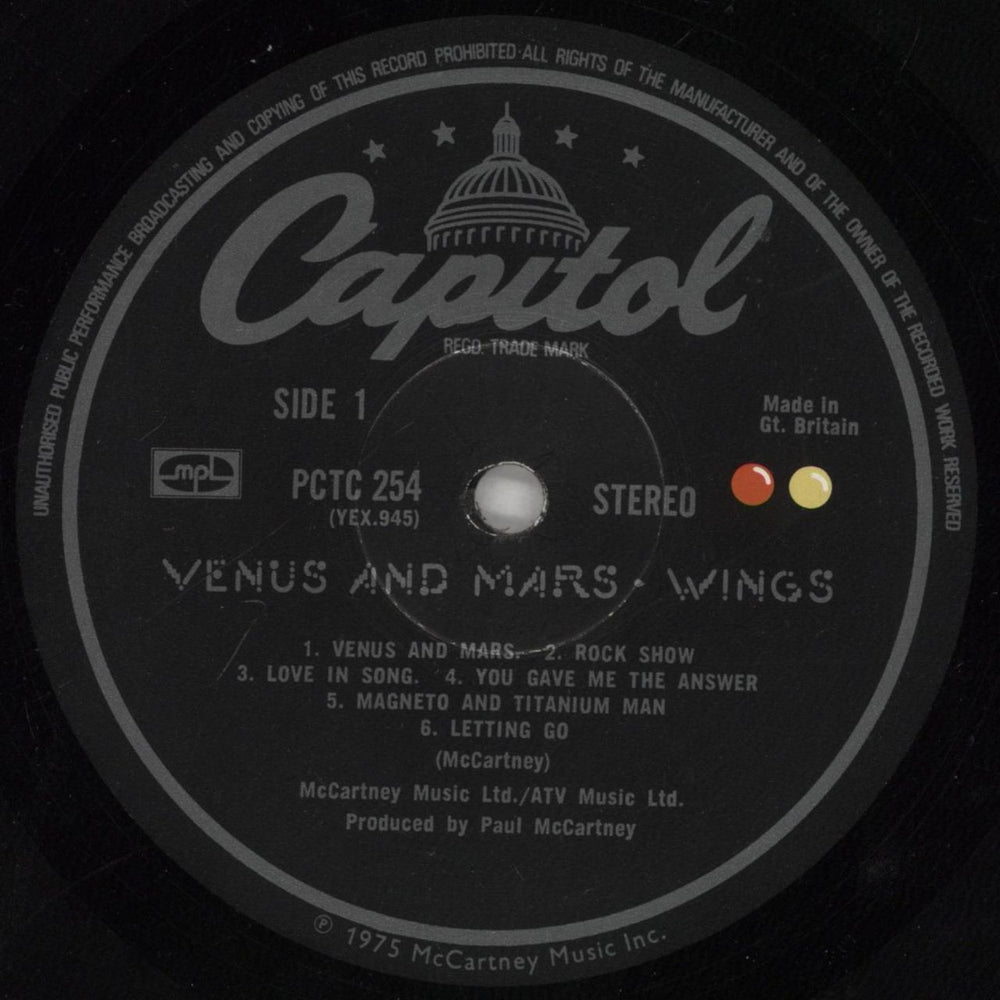 UNAUTHORISED PUBLIC PERFORMANCE BROADCASTING AND COPYING OF THIS RECORD PROHIBITED·ALL RIGHTS OF THE MANUFACTURER AND OF THE OWNER OF THE RECORDED WORK RESERVED
Capitol
REGD. TRADE MARK
SIDE 1
Made in
Gt. Britain
mpl
PCTC 254
(YEX.945)
STEREO
VENUS AND MARS· WINGS
1. VENUS AND MARS. 2. ROCK SHOW
3. LOVE IN SONG. 4. YOU GAVE ME THE ANSWER
5. MAGNETO AND TITANIUM MAN
6. LETTING GO
(McCartney)
McCartney Music Ltd./ATV Music Ltd.
Produced by Paul McCartney
℗ 1975 McCartney Music Inc.